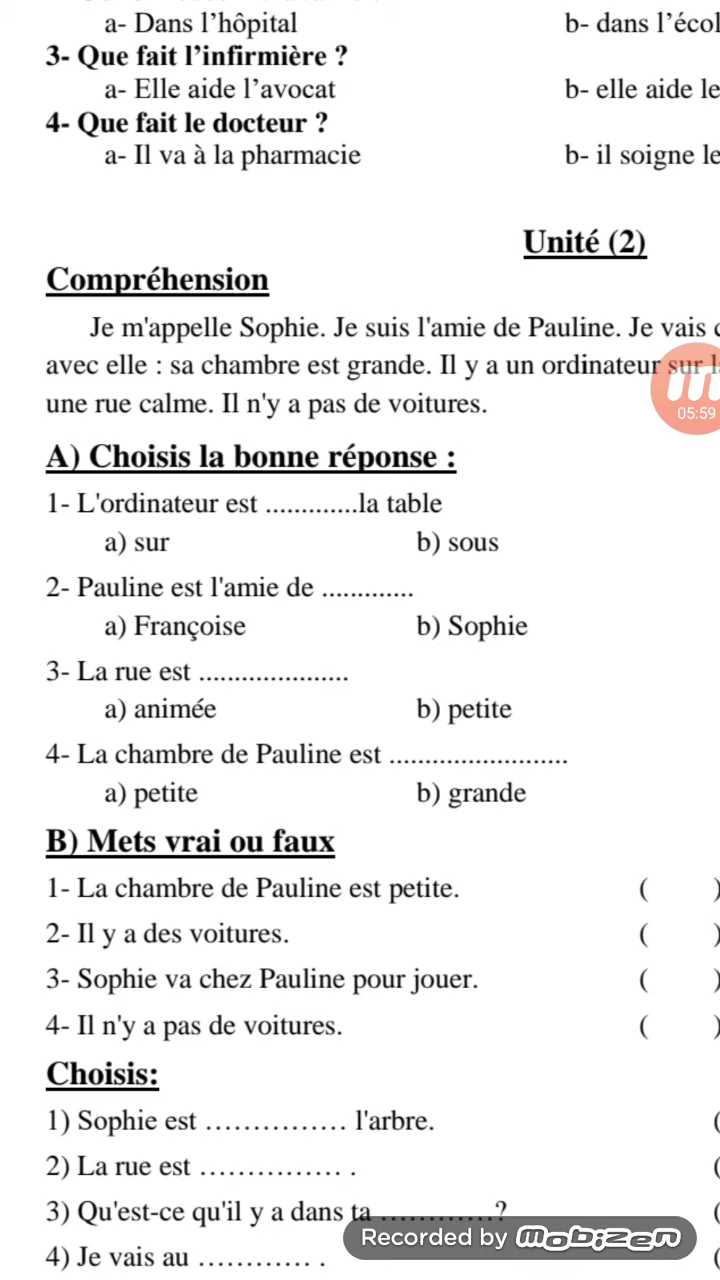 a- Dans l'hôpital b- dans l'écol
3- Que fait l'infirmière ?
a- Elle aide l'avocat b- elle aide le
4- Que fait le docteur ?
a- Il va à la pharmacie b- il soigne le
Unité (2)
Compréhension
Je m'appelle Sophie. Je suis l'amie de Pauline. Je vais
avec elle : sa chambre est grande. Il y a un ordinateur sur l
une rue calme. Il n'y a pas de voitures.
05:59
A) Choisis la bonne réponse :
1- L'ordinateur est .............la table
a) sur b) sous
2- Pauline est l'amie de .............
a) Françoise b) Sophie
3- La rue est .....................
a) animée b) petite
4- La chambre de Pauline est .........................
a) petite b) grande
B) Mets vrai ou faux
1- La chambre de Pauline est petite. ( )
2- Il y a des voitures. ( )
3- Sophie va chez Pauline pour jouer. ( )
4- Il n'y a pas de voitures. ( )
Choisis:
1) Sophie est ............... l'arbre. (
2) La rue est ............... . (
3) Qu'est-ce qu'il y a dans ta ............? (
4) Je vais au ............ . (
Recorded by Mobizen